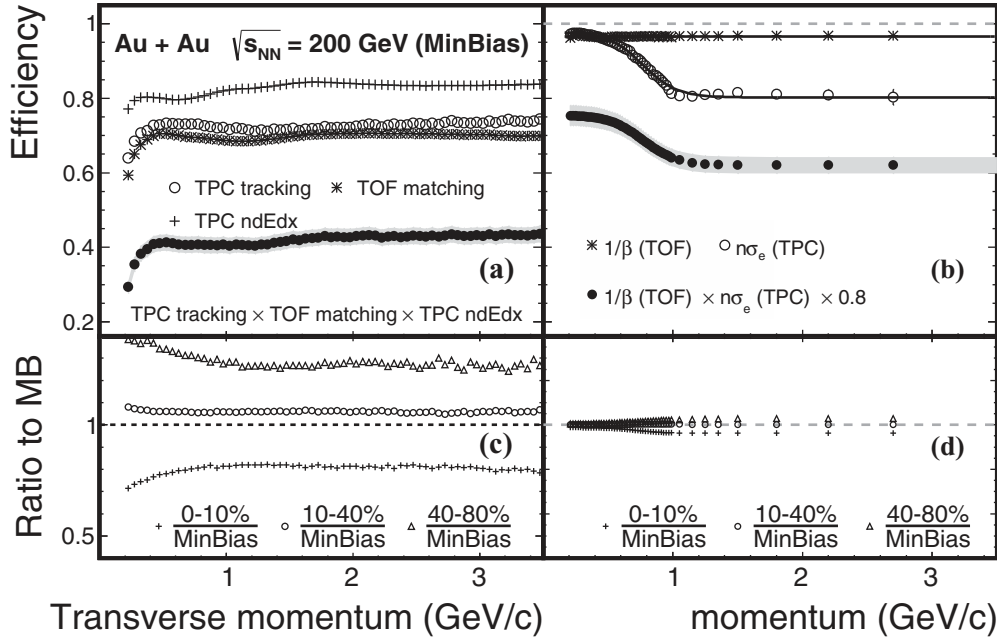 Efficiency
1
0.8
0.6
0.4
0.2
Au + Au √sNN = 200 GeV (MinBias)
TPC tracking TOF matching
TPC ndEdx
(a)
TPC tracking × TOF matching × TPC ndEdx
1/β (TOF) nσe (TPC)
(b)
1/β (TOF) × nσe (TPC) × 0.8
Ratio to MB
1
0.5
(c)
0-10% 10-40% 40-80%
MinBias MinBias MinBias
(d)
0-10% 10-40% 40-80%
MinBias MinBias MinBias
1 2 3
1 2 3
Transverse momentum (GeV/c)
momentum (GeV/c)